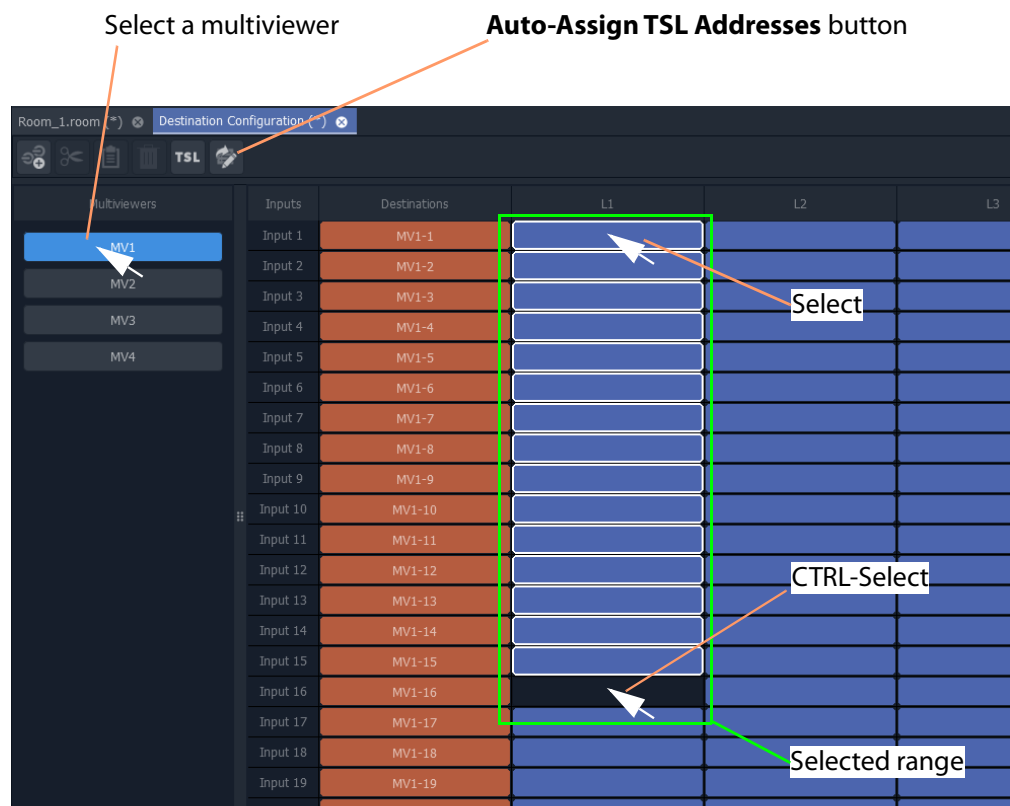 Select a multiviewer
Auto-Assign TSL Addresses button
Room_1.room (*)
Destination Configuration (*)
TSL
Multiviewers
Inputs
Destinations
L1
L2
L3
MV1
MV2
MV3
MV4
Input 1 MV1-1
Input 2 MV1-2
Input 3 MV1-3
Select
Input 4 MV1-4
Input 5 MV1-5
Input 6 MV1-6
Input 7 MV1-7
Input 8 MV1-8
Input 9 MV1-9
Input 10 MV1-10
Input 11 MV1-11
Input 12 MV1-12
CTRL-Select
Input 13 MV1-13
Input 14 MV1-14
Input 15 MV1-15
Input 16 MV1-16
Input 17 MV1-17
Input 18 MV1-18
Selected range
Input 19 MV1-19